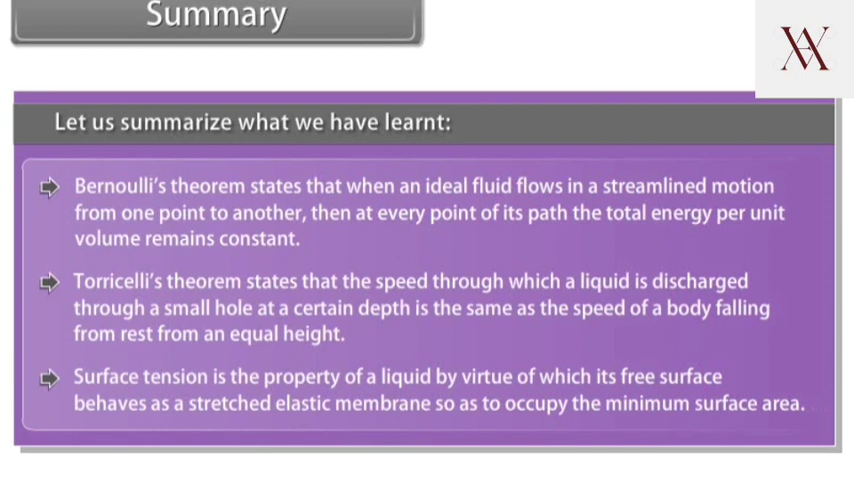 Summary
Let us summarize what we have learnt:
Bernoulli's theorem states that when an ideal fluid flows in a streamlined motion
from one point to another, then at every point of its path the total energy per unit
volume remains constant.
Torricelli's theorem states that the speed through which a liquid is discharged
through a small hole at a certain depth is the same as the speed of a body falling
from rest from an equal height.
Surface tension is the property of a liquid by virtue of which its free surface
behaves as a stretched elastic membrane so as to occupy the minimum surface area.